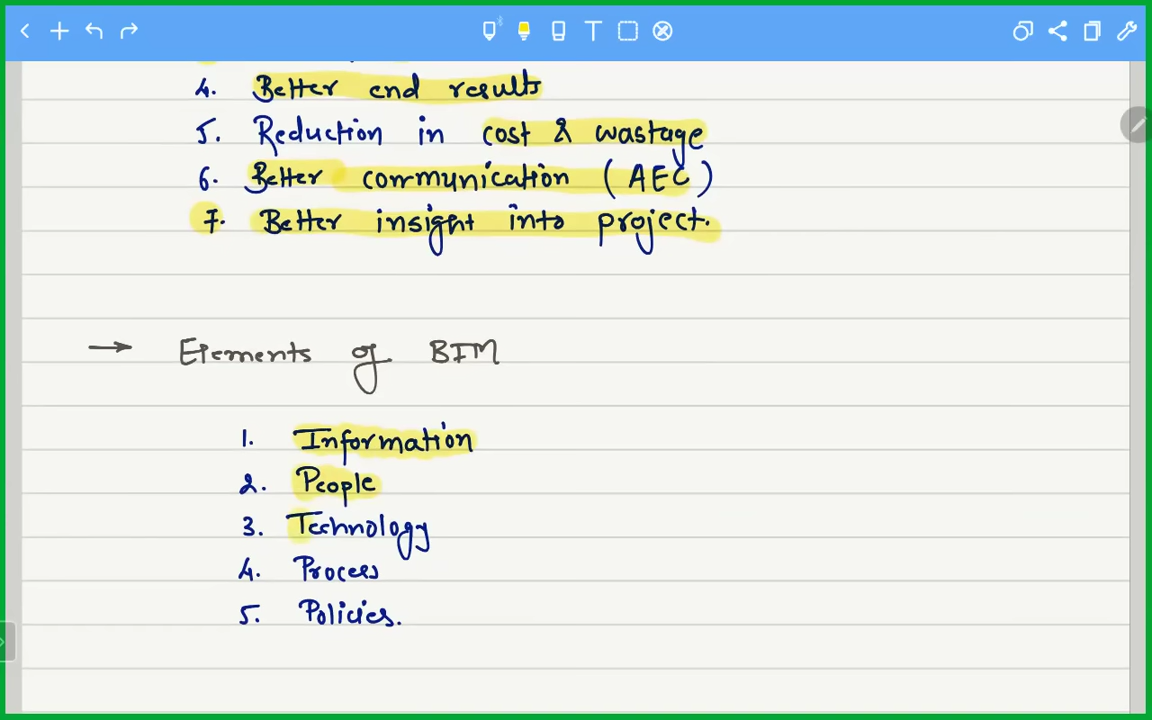 4. Better end results
5. Reduction in cost & wastage
6. Better communication (AEC)
7. Better insight into project.
→ Elements of BIM
1. Information
2. People
3. Technology
4. Process
5. Policies.